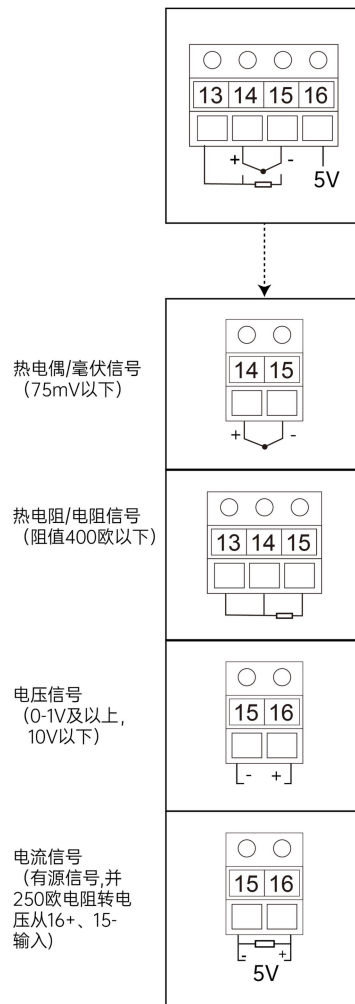 13 14 15 16
+ -
5V
热电偶/毫伏信号
（75mV以下）
14 15
+ -
热电阻/电阻信号
（阻值400欧以下）
13 14 15
电压信号
（0-1V及以上，
10V以下）
15 16
- +
电流信号
（有源信号,并
250欧电阻转电
压从16+、15-
输入）
15 16
- +
5V